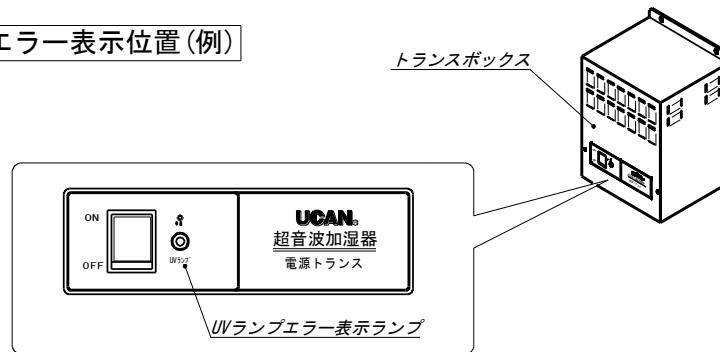 エラー表示位置(例)
トランスボックス
ON
OFF
UVランプ
UCAN®
超音波加湿器
電源トランス
UVランプエラー表示ランプ